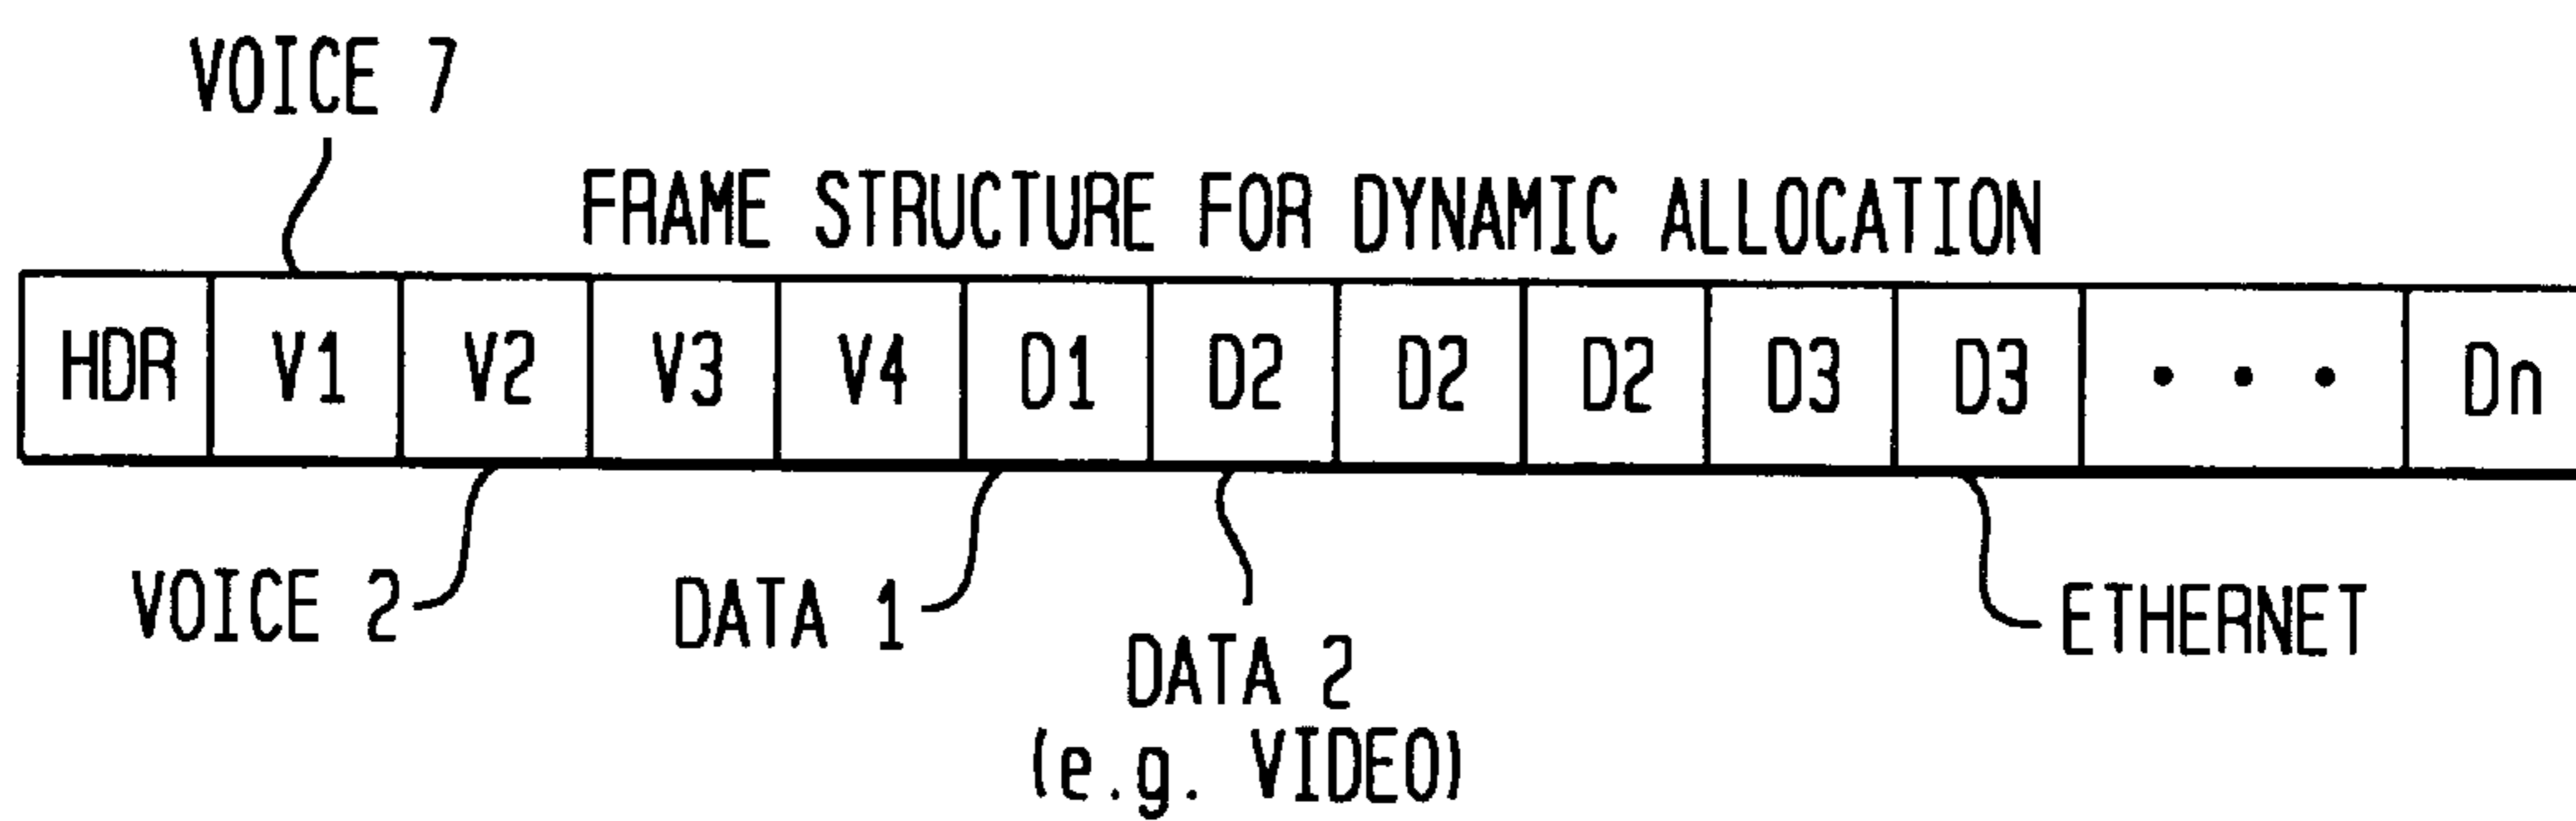 VOICE 7
FRAME STRUCTURE FOR DYNAMIC ALLOCATION
HDR V1 V2 V3 V4 D1 D2 D2 D2 D3 D3 • • • Dn
VOICE 2 DATA 1 ETHERNET
DATA 2
(e.g. VIDEO)